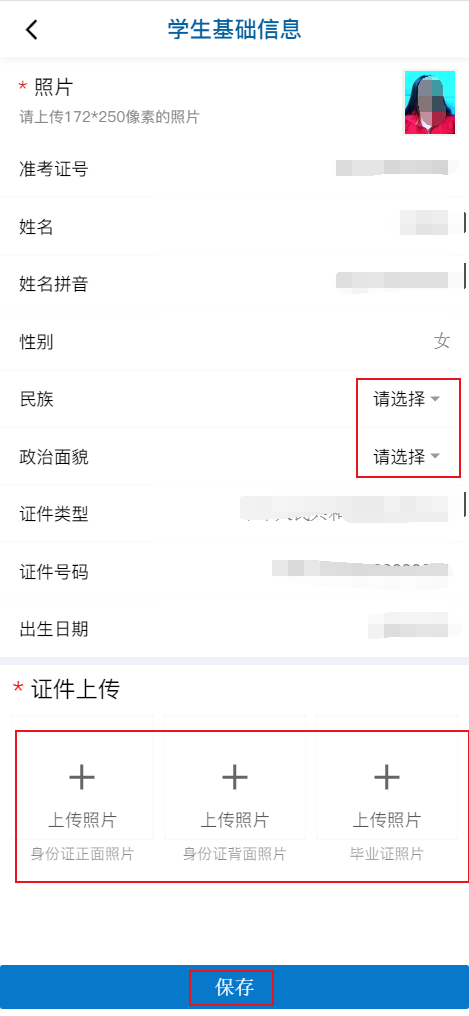 学生基础信息
* 照片
请上传172*250像素的照片
准考证号
姓名
姓名拼音
性别 女
民族 请选择
政治面貌 请选择
证件类型
证件号码
出生日期
* 证件上传
上传照片 上传照片 上传照片
身份证正面照片 身份证背面照片 毕业证照片
保存